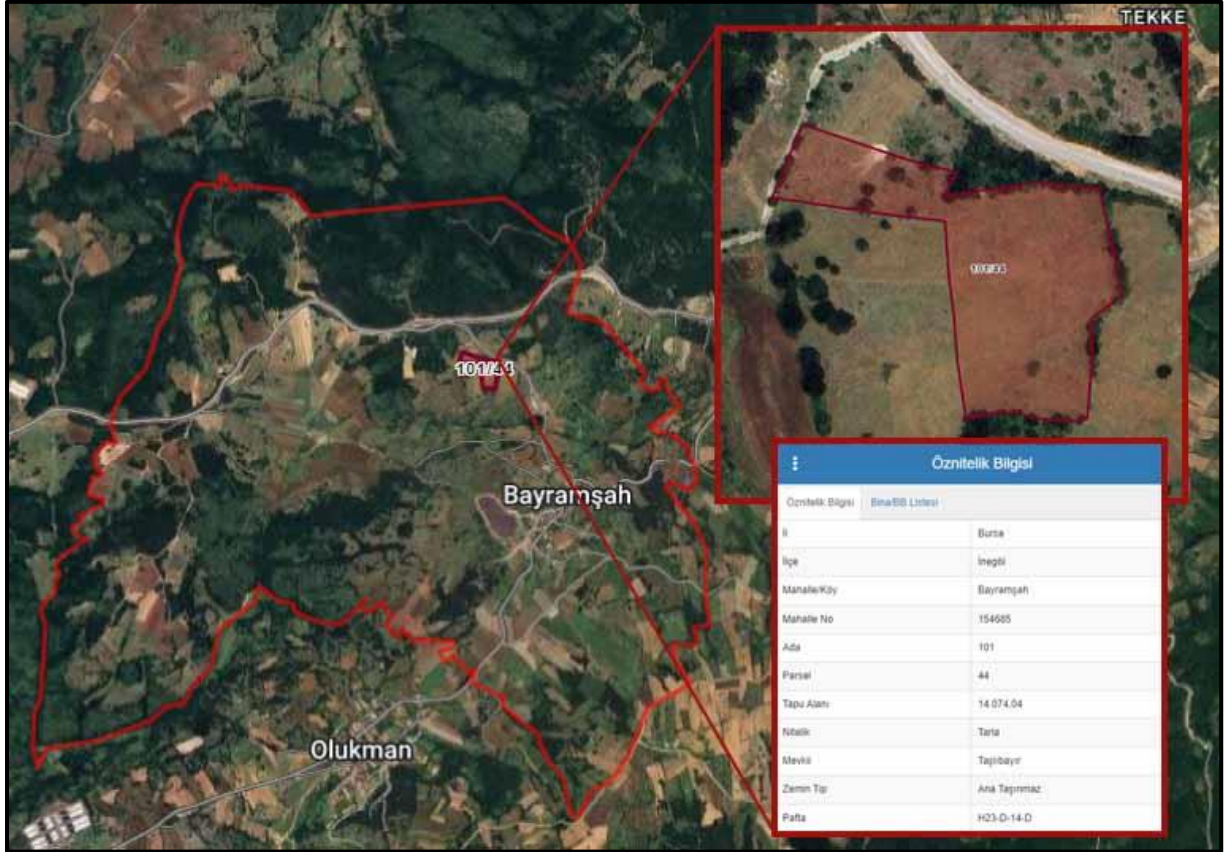 TEKKE
101/44
101/44
Bayramşah
Olukman
Öznitelik Bilgisi
Öznitelik Bilgisi Bina/BB Listesi
İl Bursa
İlçe İnegöl
Mahalle/Köy Bayramşah
Mahalle No 154685
Ada 101
Parsel 44
Tapu Alanı 14.074,04
Nitelik Tarla
Mevkii Taşlıbayır
Zemin Tip Ana Taşınmaz
Pafta H23-D-14-D